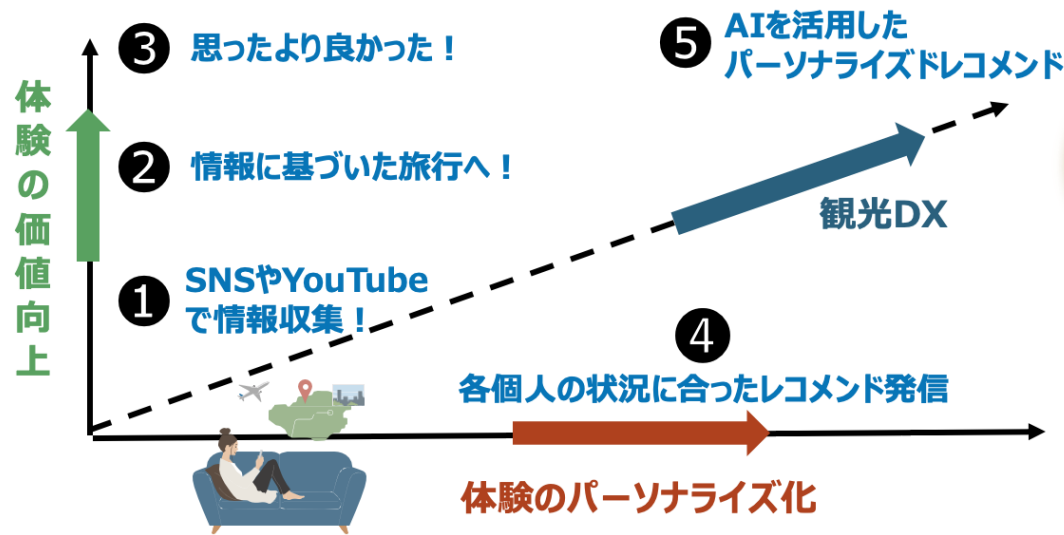 体験の価値向上
❸ 思ったより良かった！
❷ 情報に基づいた旅行へ！
❶ SNSやYouTube
で情報収集！
❺ AIを活用した
パーソナライズドレコメンド
観光DX
❹
各個人の状況に合ったレコメンド発信
体験のパーソナライズ化